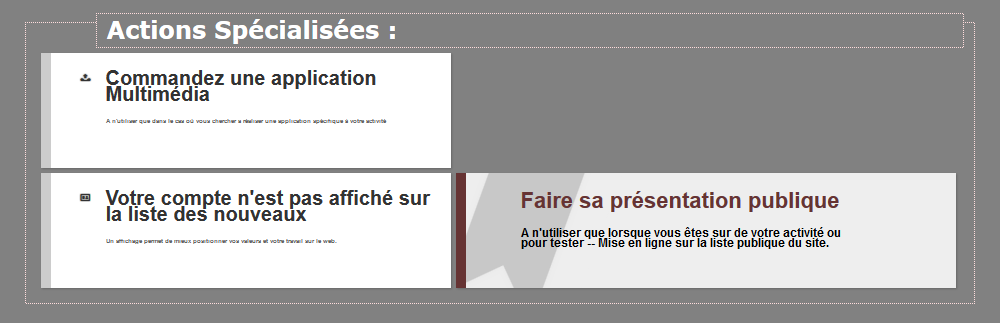 Actions Spécialisées :
Commandez une application
Multimédia
A n'utiliser que dans le cas où vous chercher a réaliser une application spécifique à votre activité
Votre compte n'est pas affiché sur
la liste des nouveaux
Un affichage permet de mieux positionner vos valeurs et votre travail sur le web.
Faire sa présentation publique
A n'utiliser que lorsque vous êtes sur de votre activité ou
pour tester -- Mise en ligne sur la liste publique du site.